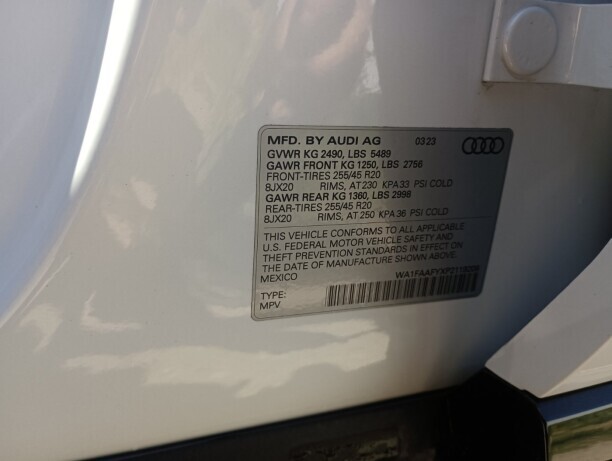 MFD. BY AUDI AG 03 23
GVWR KG 2490, LBS 5489
GAWR FRONT KG 1250, LBS 2756
FRONT-TIRES 255/45 R20
8JX20 RIMS, AT 230 KPA 33 PSI COLD
GAWR REAR KG 1360, LBS 2998
REAR-TIRES 255/45 R20
8JX20 RIMS, AT 250 KPA 36 PSI COLD
THIS VEHICLE CONFORMS TO ALL APPLICABLE
U.S. FEDERAL MOTOR VEHICLE SAFETY AND
THEFT PREVENTION STANDARDS IN EFFECT ON
THE DATE OF MANUFACTURE SHOWN ABOVE.
MEXICO
TYPE:
MPV